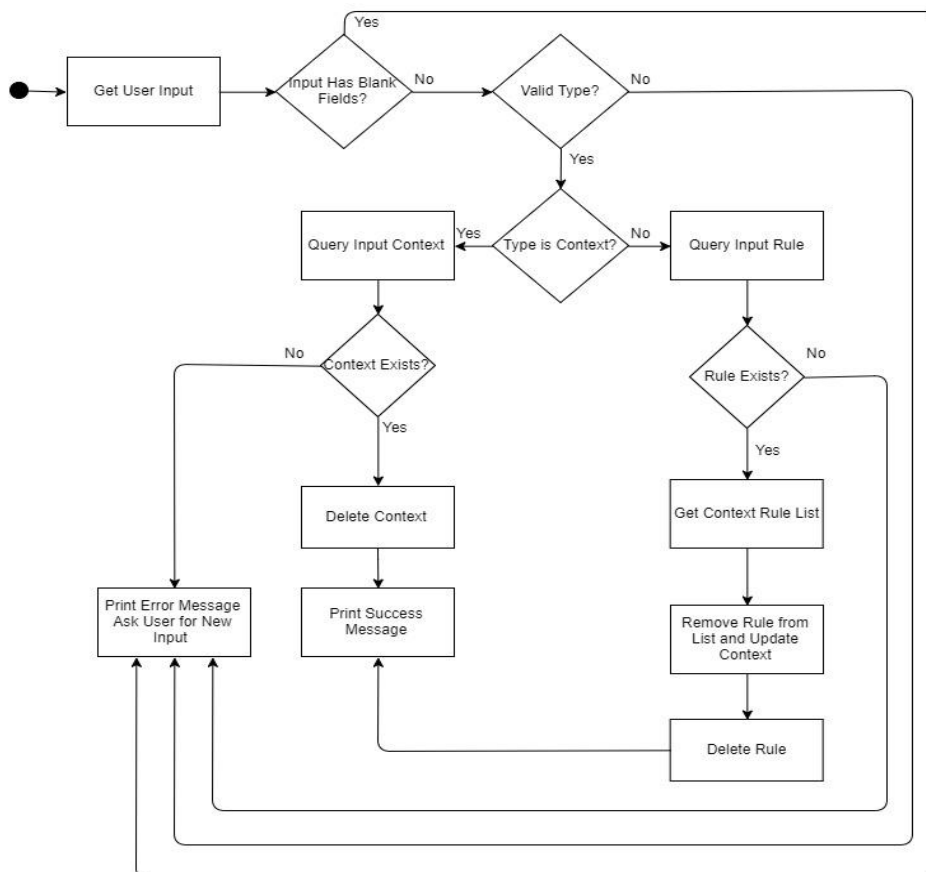 Yes
Get User Input
Input Has Blank
Fields?
No
Valid Type?
No
Yes
Query Input Context
Yes
Type is Context?
No
Query Input Rule
No
Context Exists?
Rule Exists?
No
Yes
Yes
Delete Context
Get Context Rule List
Print Error Message
Ask User for New
Input
Print Success
Message
Remove Rule from
List and Update
Context
Delete Rule